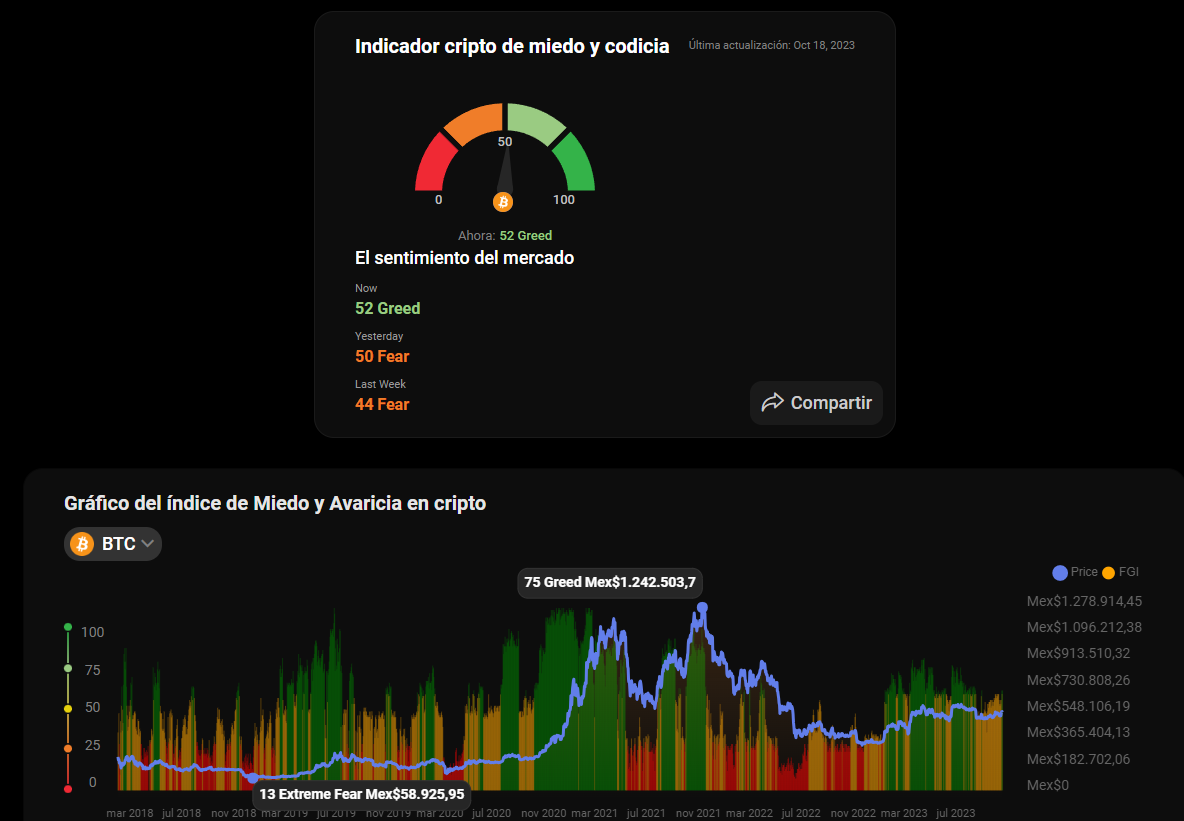 Indicador cripto de miedo y codicia
Última actualización: Oct 18, 2023
50
0
100
Ahora: 52 Greed
El sentimiento del mercado
Now
52 Greed
Yesterday
50 Fear
Last Week
44 Fear
Compartir
Gráfico del índice de Miedo y Avaricia en cripto
BTC
Price FGI
75 Greed Mex$1.242.503,7
100
75
50
25
0
Mex$1.278.914,45
Mex$1.096.212,38
Mex$913.510,32
Mex$730.808,26
Mex$548.106,19
Mex$365.404,13
Mex$182.702,06
Mex$0
13 Extreme Fear Mex$58.925,95
mar 2018 jul 2018 nov 2018 mar 2019 jul 2019 nov 2019 mar 2020 jul 2020 nov 2020 mar 2021 jul 2021 nov 2021 mar 2022 jul 2022 nov 2022 mar 2023 jul 2023